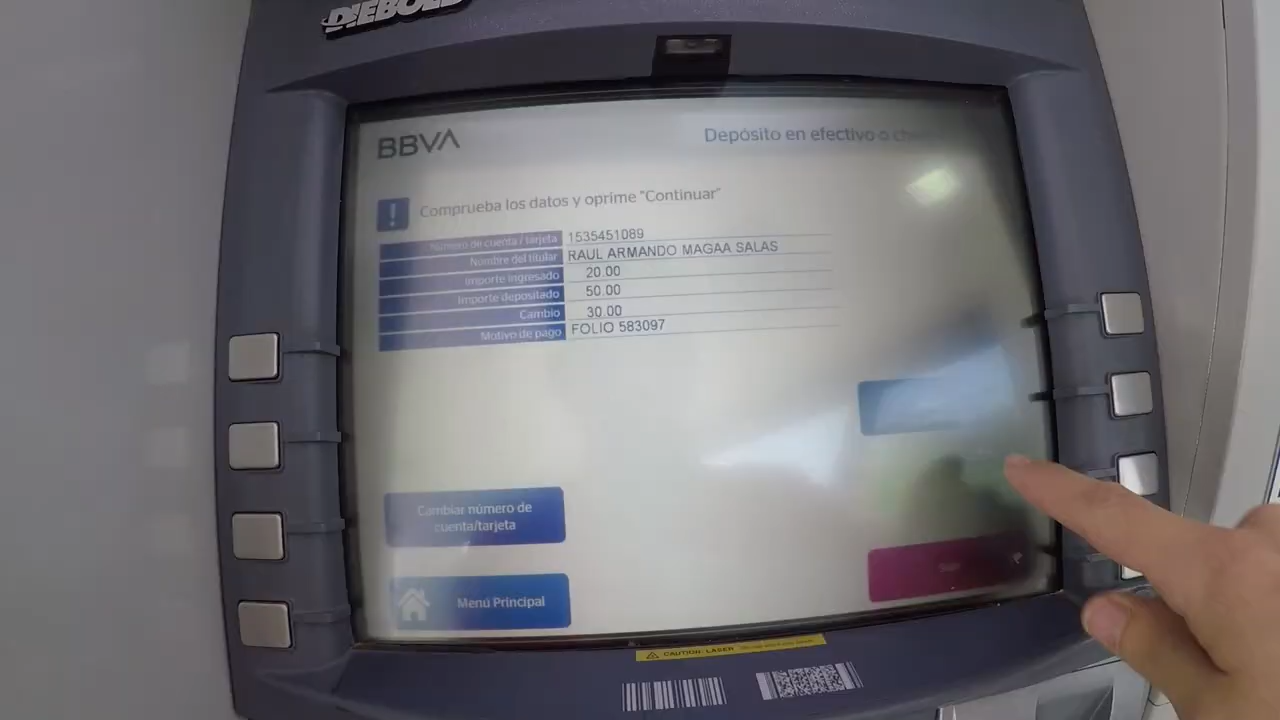 DIEBOLD
BBVA
Depósito en efectivo o
Comprueba los datos y oprime "Continuar"
Número de cuenta / tarjeta 1535451089
Nombre del titular RAUL ARMANDO MAGAA SALAS
Importe ingresado 20.00
Importe depositado 50.00
Cambio 30.00
Motivo de pago FOLIO 583097
Cambiar número de
cuenta/tarjeta
Menú Principal
Salir
CAUTION: LASER